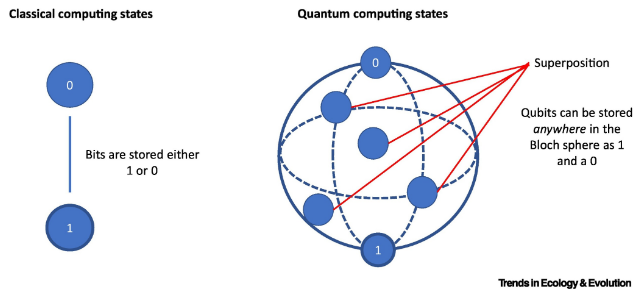 Classical computing states
Quantum computing states
0
Bits are stored either
1 or 0
1
0
Superposition
Qubits can be stored
anywhere in the
Bloch sphere as 1
and a 0
1
Trends in Ecology & Evolution